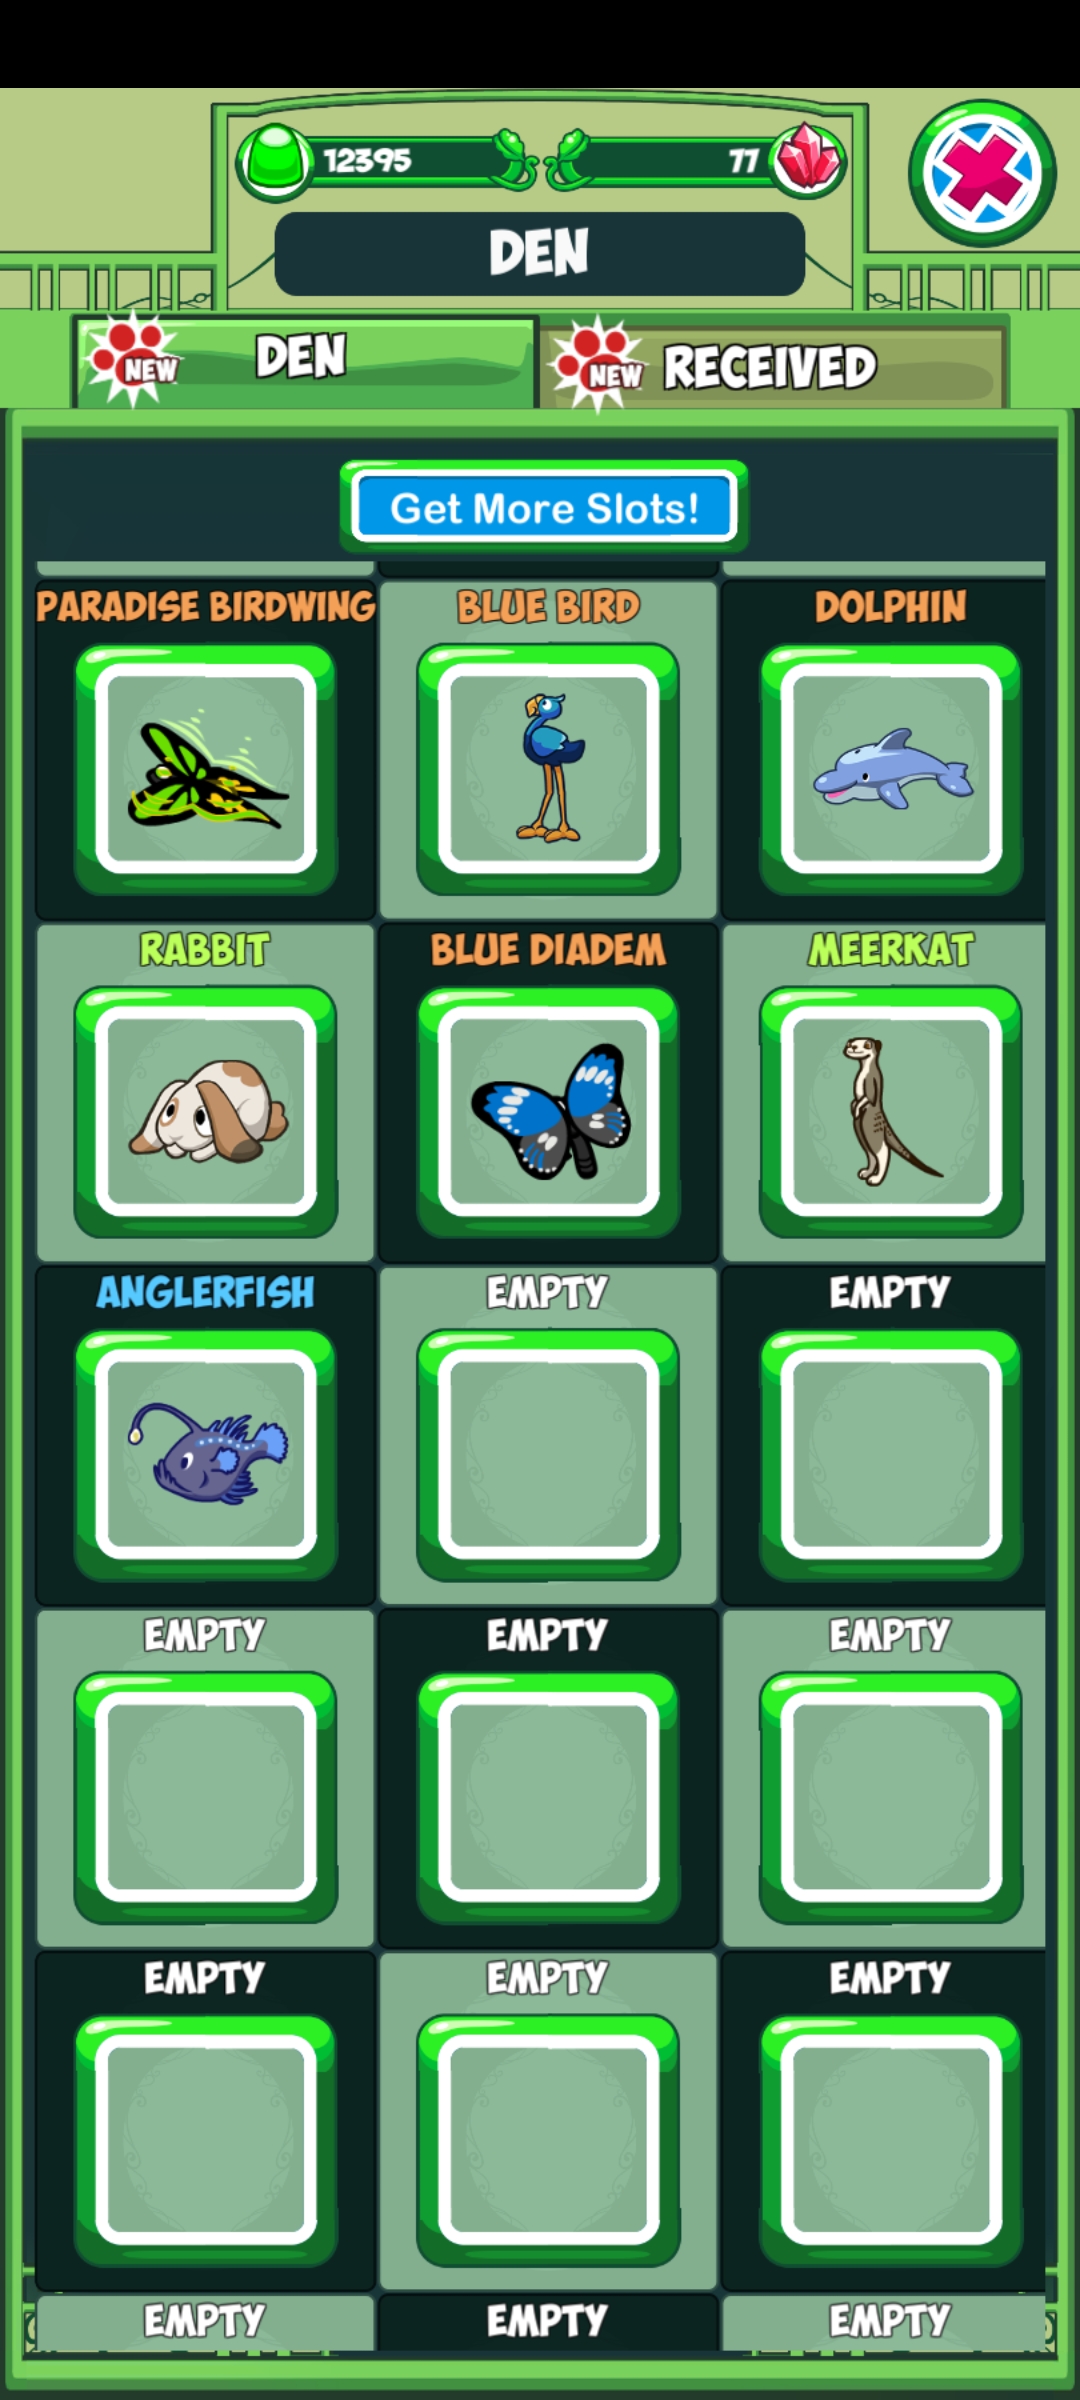 12395
77
DEN
NEW DEN
NEW RECEIVED
Get More Slots!
PARADISE BIRDWING BLUE BIRD DOLPHIN
RABBIT BLUE DIADEM MEERKAT
ANGLERFISH EMPTY EMPTY
EMPTY EMPTY EMPTY
EMPTY EMPTY EMPTY
EMPTY EMPTY EMPTY